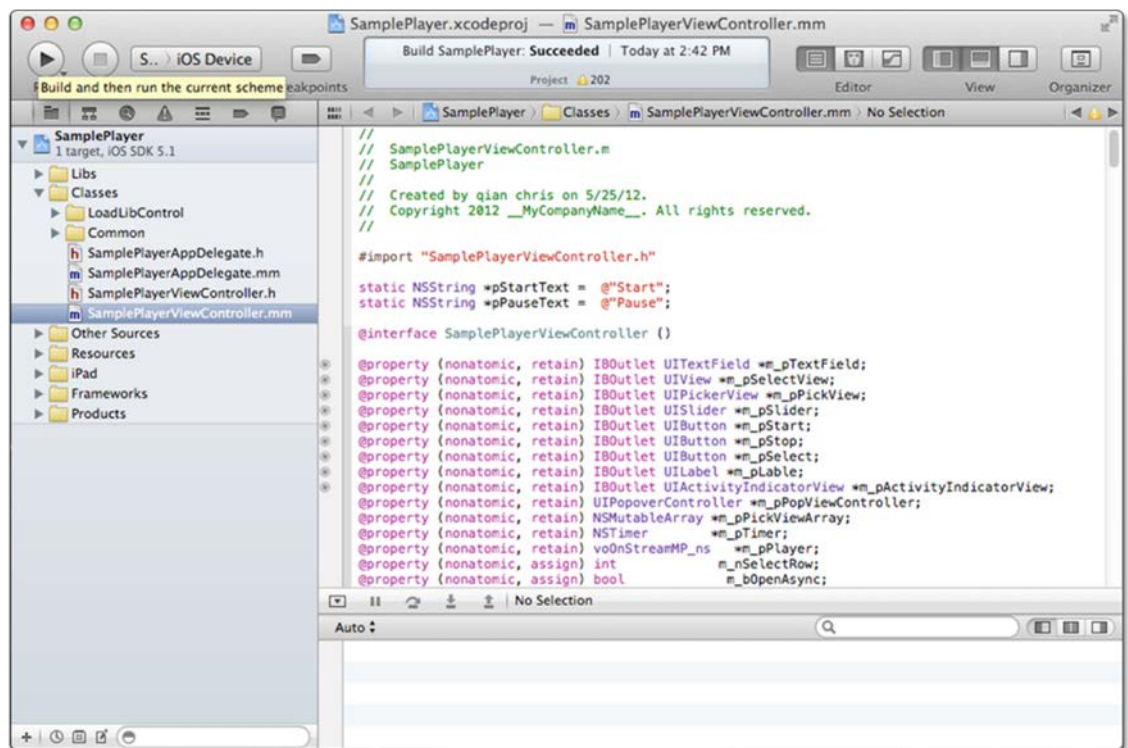 SamplePlayer.xcodeproj — m SamplePlayerViewController.mm
S.. 〉 iOS Device
Build SamplePlayer: Succeeded | Today at 2:42 PM
Project 202
Build and then run the current scheme
eakpoints
Editor
View
Organizer
SamplePlayer 〉 Classes 〉 m SamplePlayerViewController.mm 〉 No Selection
SamplePlayer
1 target, iOS SDK 5.1
Libs
Classes
LoadLibControl
Common
h SamplePlayerAppDelegate.h
m SamplePlayerAppDelegate.mm
h SamplePlayerViewController.h
m SamplePlayerViewController.mm
Other Sources
Resources
iPad
Frameworks
Products
//
// SamplePlayerViewController.m
// SamplePlayer
//
// Created by qian chris on 5/25/12.
// Copyright 2012 __MyCompanyName__. All rights reserved.
//
#import "SamplePlayerViewController.h"
static NSString *pStartText = @"Start";
static NSString *pPauseText = @"Pause";
@interface SamplePlayerViewController ()
@property (nonatomic, retain) IBOutlet UITextField *m_pTextField;
@property (nonatomic, retain) IBOutlet UIView *m_pSelectView;
@property (nonatomic, retain) IBOutlet UIPickerView *m_pPickView;
@property (nonatomic, retain) IBOutlet UISlider *m_pSlider;
@property (nonatomic, retain) IBOutlet UIButton *m_pStart;
@property (nonatomic, retain) IBOutlet UIButton *m_pStop;
@property (nonatomic, retain) IBOutlet UIButton *m_pSelect;
@property (nonatomic, retain) IBOutlet UILabel *m_pLable;
@property (nonatomic, retain) IBOutlet UIActivityIndicatorView *m_pActivityIndicatorView;
@property (nonatomic, retain) UIPopoverController *m_pPopViewController;
@property (nonatomic, retain) NSMutableArray *m_pPickViewArray;
@property (nonatomic, retain) NSTimer *m_pTimer;
@property (nonatomic, retain) voOnStreamMP_ns *m_pPlayer;
@property (nonatomic, assign) int m_nSelectRow;
@property (nonatomic, assign) bool m_bOpenAsync;
No Selection
Auto